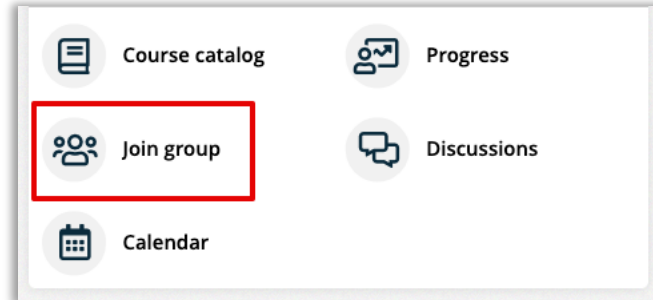 Course catalog
Progress
Join group
Discussions
Calendar